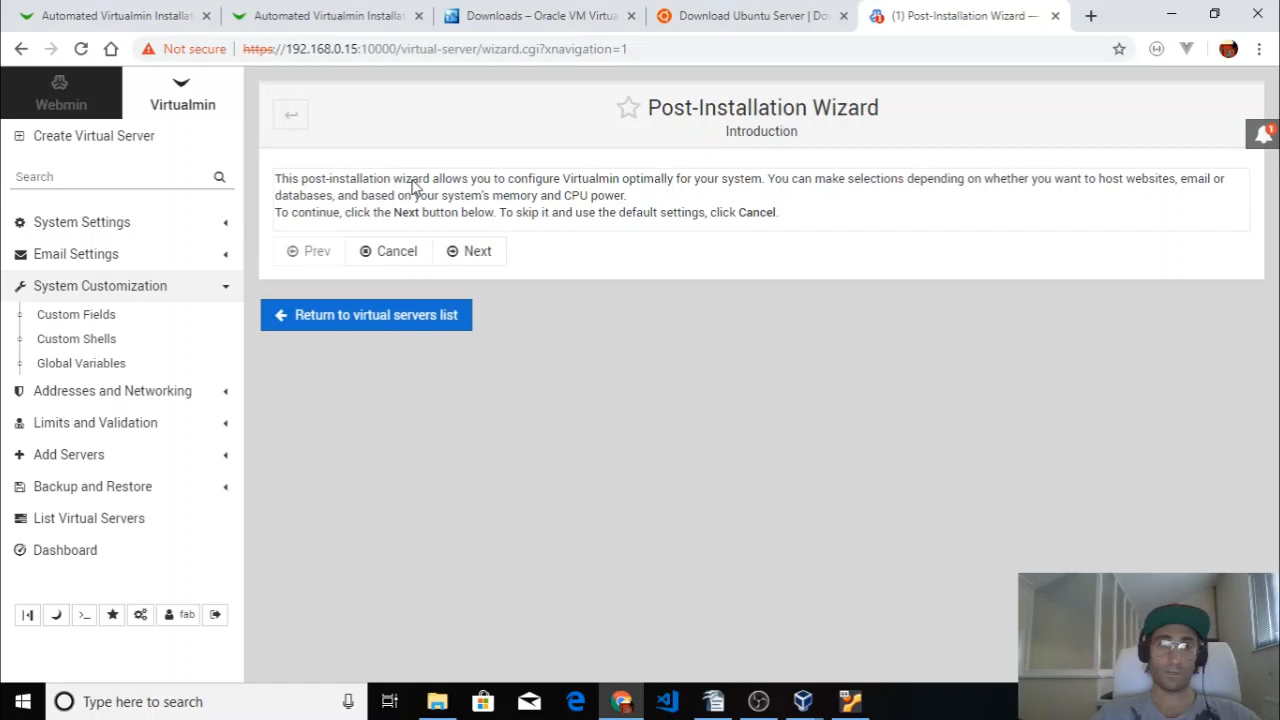 Automated Virtualmin Installat
Automated Virtualmin Installat
Downloads – Oracle VM Virtua
Download Ubuntu Server | Do
(1) Post-Installation Wizard —
Not secure
https://192.168.0.15:10000/virtual-server/wizard.cgi?xnavigation=1
Webmin
Virtualmin
Create Virtual Server
Search
System Settings
Email Settings
System Customization
Custom Fields
Custom Shells
Global Variables
Addresses and Networking
Limits and Validation
Add Servers
Backup and Restore
List Virtual Servers
Dashboard
fab
Post-Installation Wizard
Introduction
1
This post-installation wizard allows you to configure Virtualmin optimally for your system. You can make selections depending on whether you want to host websites, email or
databases, and based on your system's memory and CPU power.
To continue, click the Next button below. To skip it and use the default settings, click Cancel.
Prev
Cancel
Next
Return to virtual servers list
Type here to search